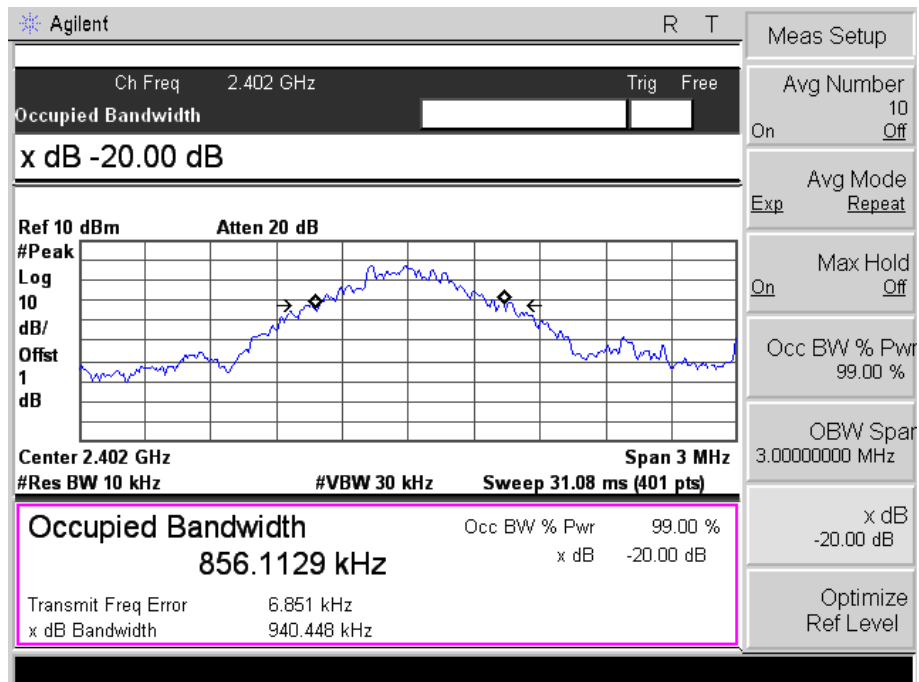 Agilent R T
Ch Freq 2.402 GHz Trig Free
Occupied Bandwidth
x dB -20.00 dB
Ref 10 dBm Atten 20 dB
#Peak
Log
10
dB/
Offst
1
dB
Center 2.402 GHz Span 3 MHz
#Res BW 10 kHz #VBW 30 kHz Sweep 31.08 ms (401 pts)
Occupied Bandwidth
856.1129 kHz
Occ BW % Pwr 99.00 %
x dB -20.00 dB
Transmit Freq Error 6.851 kHz
x dB Bandwidth 940.448 kHz
Meas Setup
Avg Number
10
On Off
Avg Mode
Exp Repeat
Max Hold
On Off
Occ BW % Pwr
99.00 %
OBW Span
3.00000000 MHz
x dB
-20.00 dB
Optimize
Ref Level